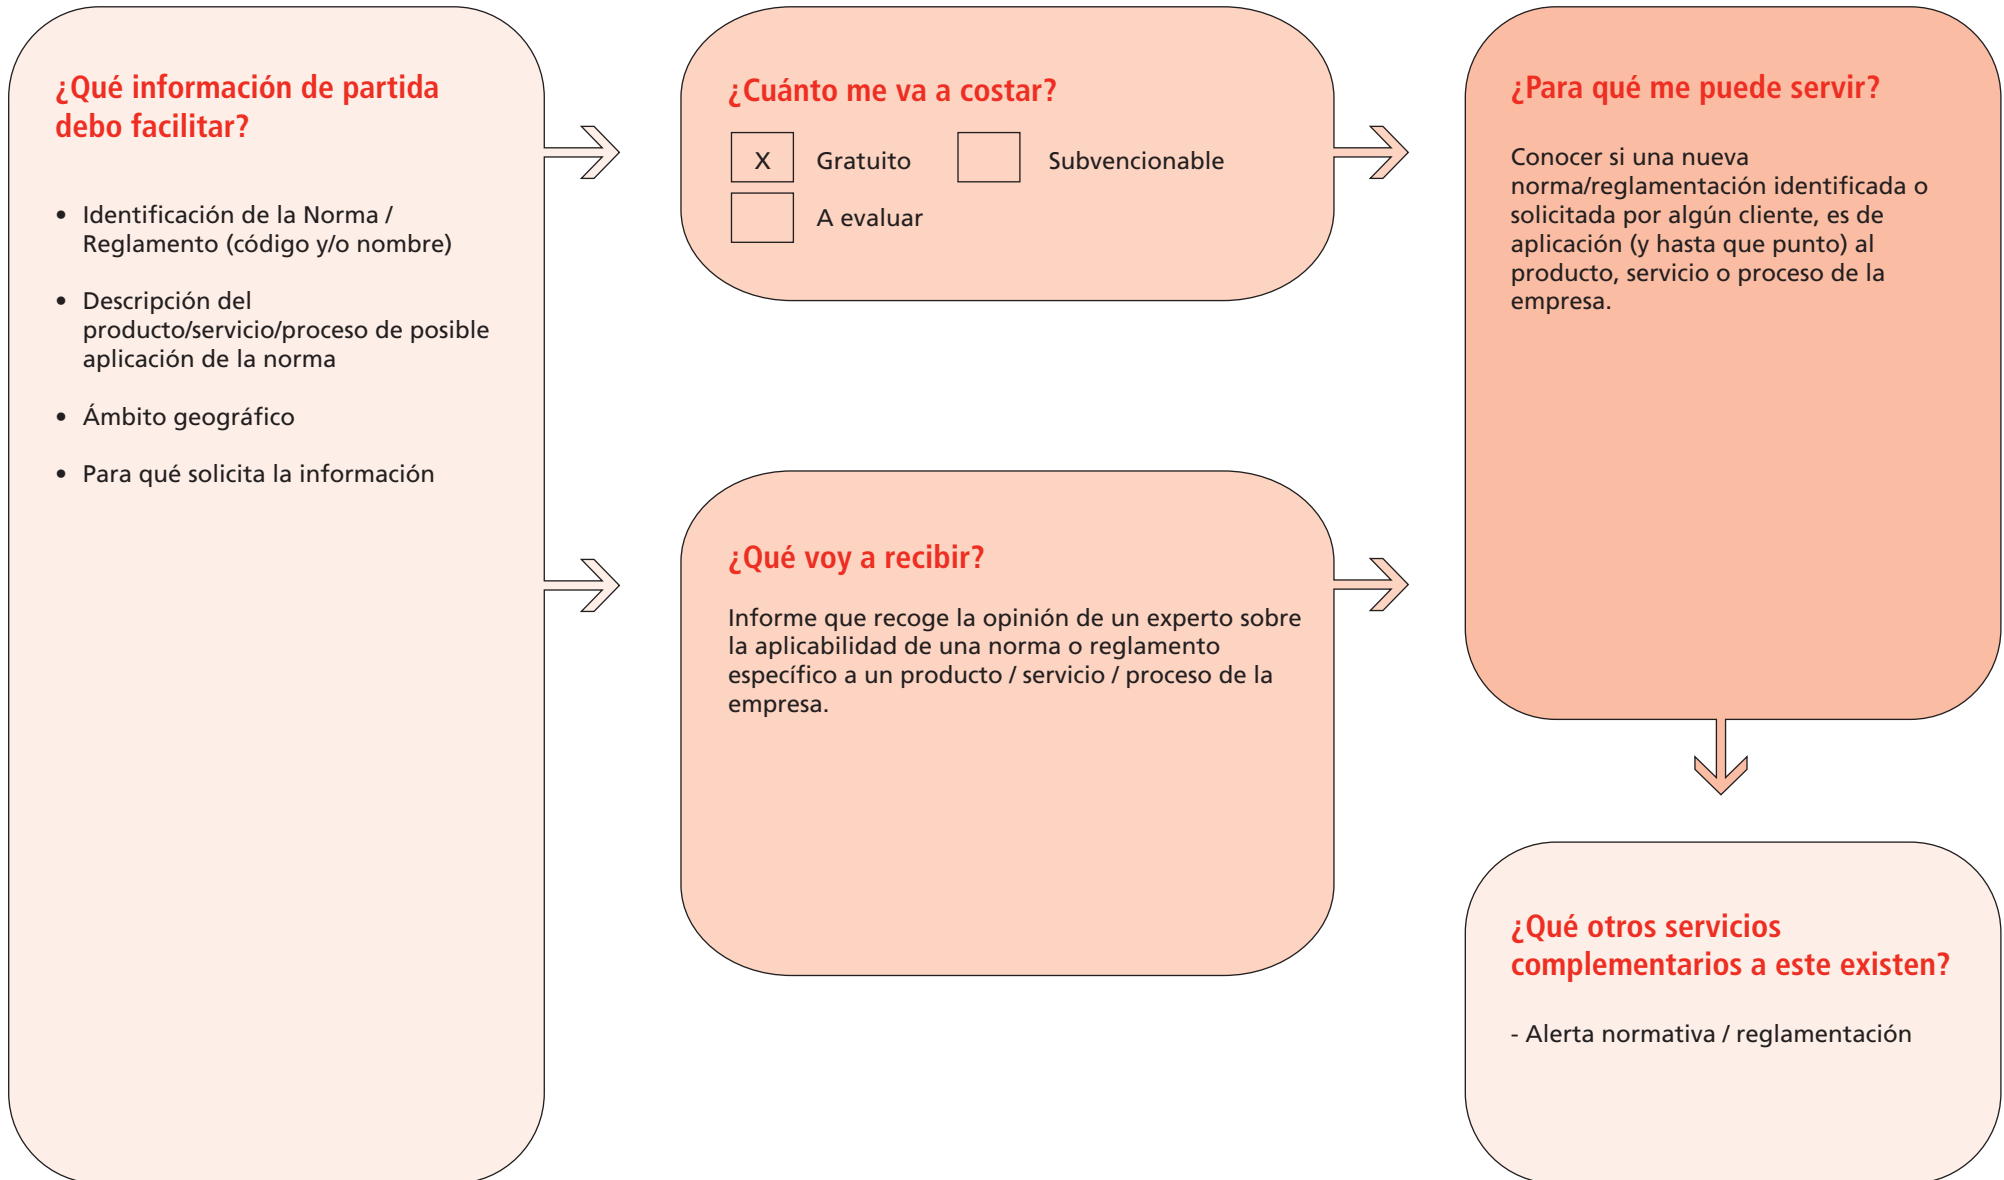 ¿Qué información de partida
debo facilitar?
• Identificación de la Norma /
Reglamento (código y/o nombre)
• Descripción del
producto/servicio/proceso de posible
aplicación de la norma
• Ámbito geográfico
• Para qué solicita la información
¿Cuánto me va a costar?
X Gratuito Subvencionable
A evaluar
¿Qué voy a recibir?
Informe que recoge la opinión de un experto sobre
la aplicabilidad de una norma o reglamento
específico a un producto / servicio / proceso de la
empresa.
¿Para qué me puede servir?
Conocer si una nueva
norma/reglamentación identificada o
solicitada por algún cliente, es de
aplicación (y hasta que punto) al
producto, servicio o proceso de la
empresa.
¿Qué otros servicios
complementarios a este existen?
- Alerta normativa / reglamentación